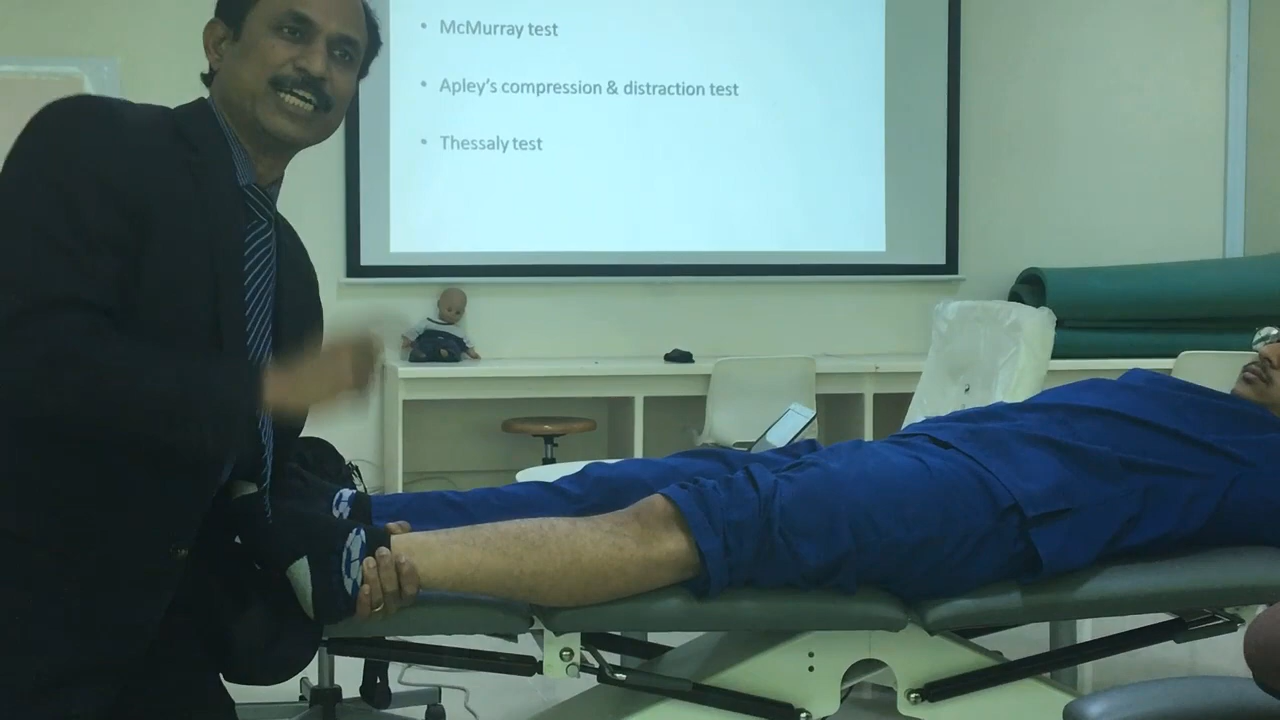 • McMurray test
• Apley's compression & distraction test
• Thessaly test